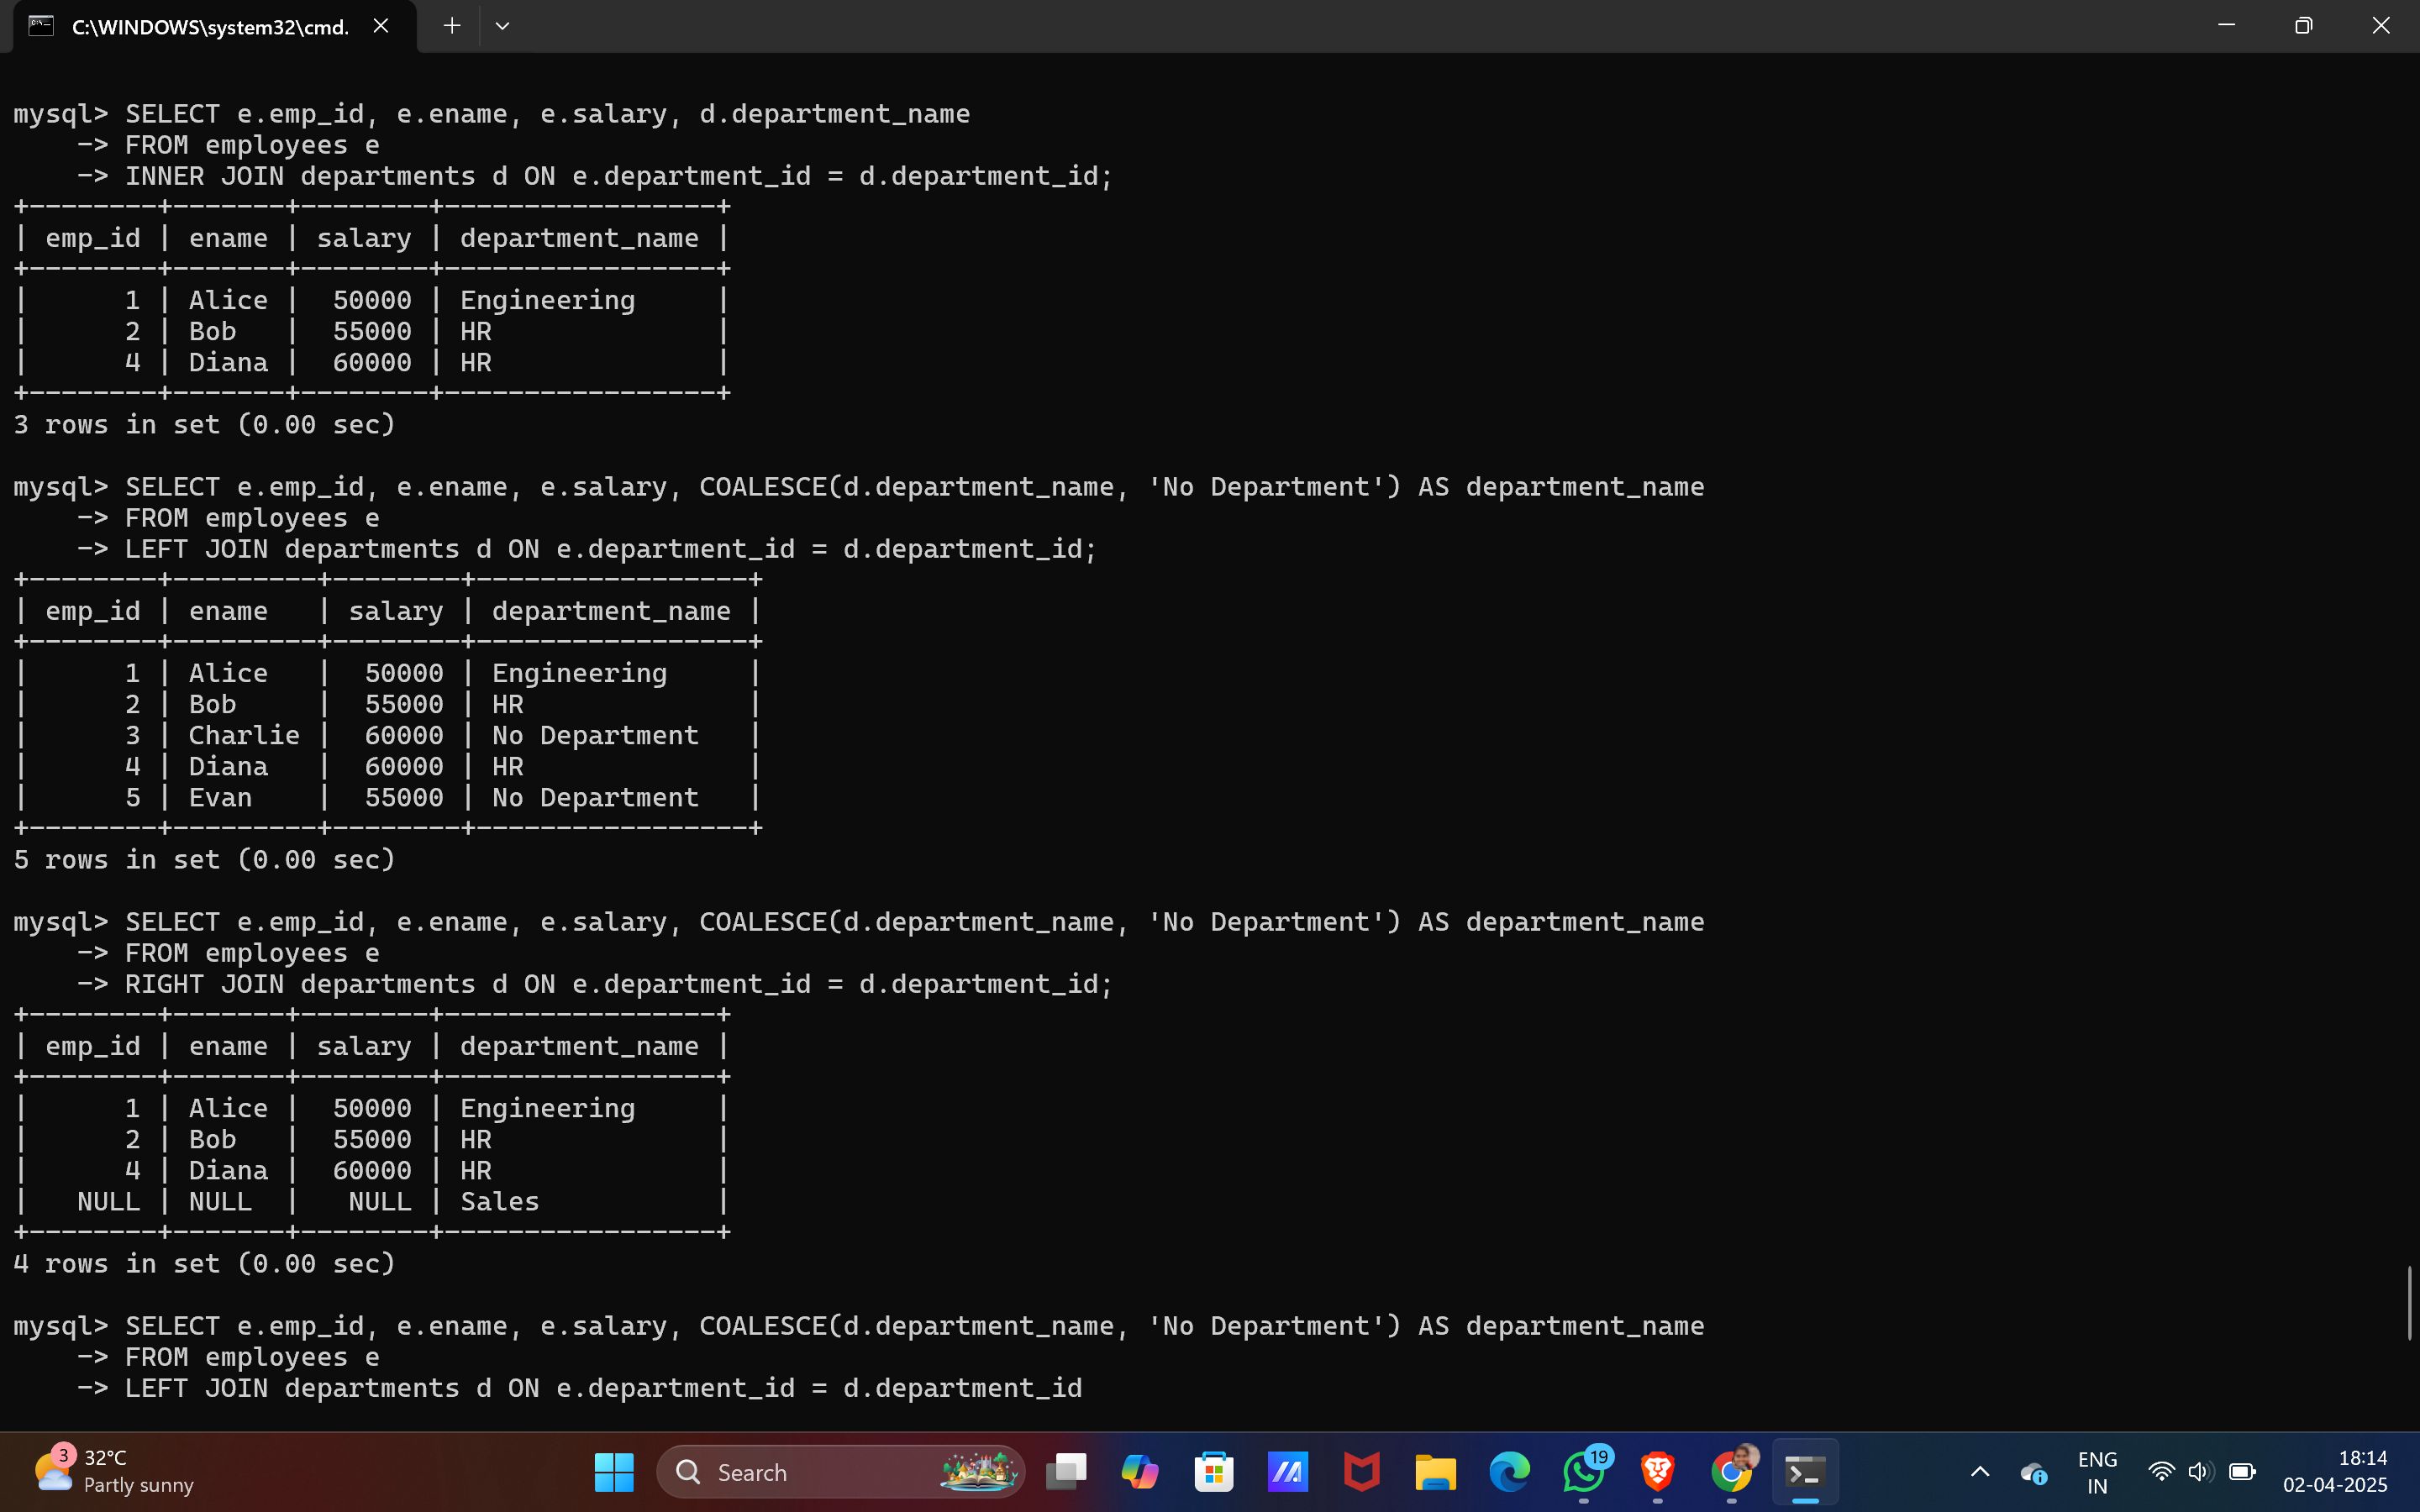 C:\WINDOWS\system32\cmd.
mysql> SELECT e.emp_id, e.ename, e.salary, d.department_name
    -> FROM employees e
    -> INNER JOIN departments d ON e.department_id = d.department_id;
+--------+-------+--------+-----------------+
| emp_id | ename | salary | department_name |
+--------+-------+--------+-----------------+
|      1 | Alice |  50000 | Engineering     |
|      2 | Bob   |  55000 | HR              |
|      4 | Diana |  60000 | HR              |
+--------+-------+--------+-----------------+
3 rows in set (0.00 sec)
mysql> SELECT e.emp_id, e.ename, e.salary, COALESCE(d.department_name, 'No Department') AS department_name
    -> FROM employees e
    -> LEFT JOIN departments d ON e.department_id = d.department_id;
+--------+---------+--------+-----------------+
| emp_id | ename   | salary | department_name |
+--------+---------+--------+-----------------+
|      1 | Alice   |  50000 | Engineering     |
|      2 | Bob     |  55000 | HR              |
|      3 | Charlie |  60000 | No Department   |
|      4 | Diana   |  60000 | HR              |
|      5 | Evan    |  55000 | No Department   |
+--------+---------+--------+-----------------+
5 rows in set (0.00 sec)
mysql> SELECT e.emp_id, e.ename, e.salary, COALESCE(d.department_name, 'No Department') AS department_name
    -> FROM employees e
    -> RIGHT JOIN departments d ON e.department_id = d.department_id;
+--------+-------+--------+-----------------+
| emp_id | ename | salary | department_name |
+--------+-------+--------+-----------------+
|      1 | Alice |  50000 | Engineering     |
|      2 | Bob   |  55000 | HR              |
|      4 | Diana |  60000 | HR              |
|   NULL | NULL  |   NULL | Sales           |
+--------+-------+--------+-----------------+
4 rows in set (0.00 sec)
mysql> SELECT e.emp_id, e.ename, e.salary, COALESCE(d.department_name, 'No Department') AS department_name
    -> FROM employees e
    -> LEFT JOIN departments d ON e.department_id = d.department_id
3
32°C
Partly sunny
Search
19
ENG
IN
18:14
02-04-2025